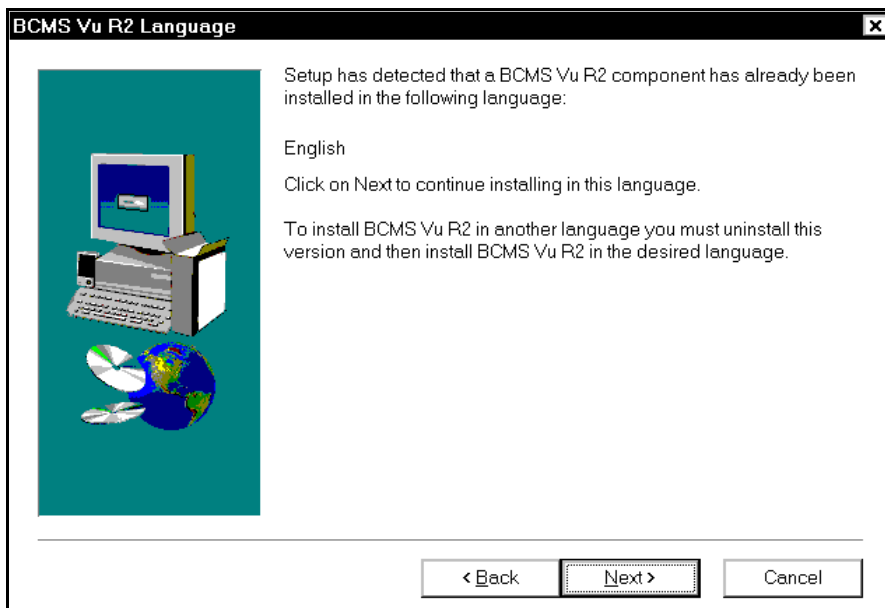 BCMS Vu R2 Language
Setup has detected that a BCMS Vu R2 component has already been
installed in the following language:
English
Click on Next to continue installing in this language.
To install BCMS Vu R2 in another language you must uninstall this
version and then install BCMS Vu R2 in the desired language.
< Back
Next >
Cancel